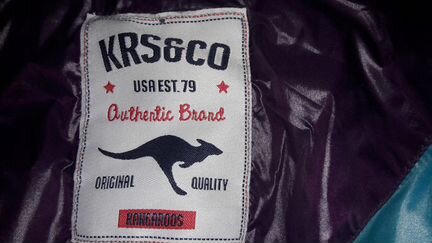 KRS&CO
USA EST. 79
Authentic Brand
ORIGINAL QUALITY
KANGAROOS